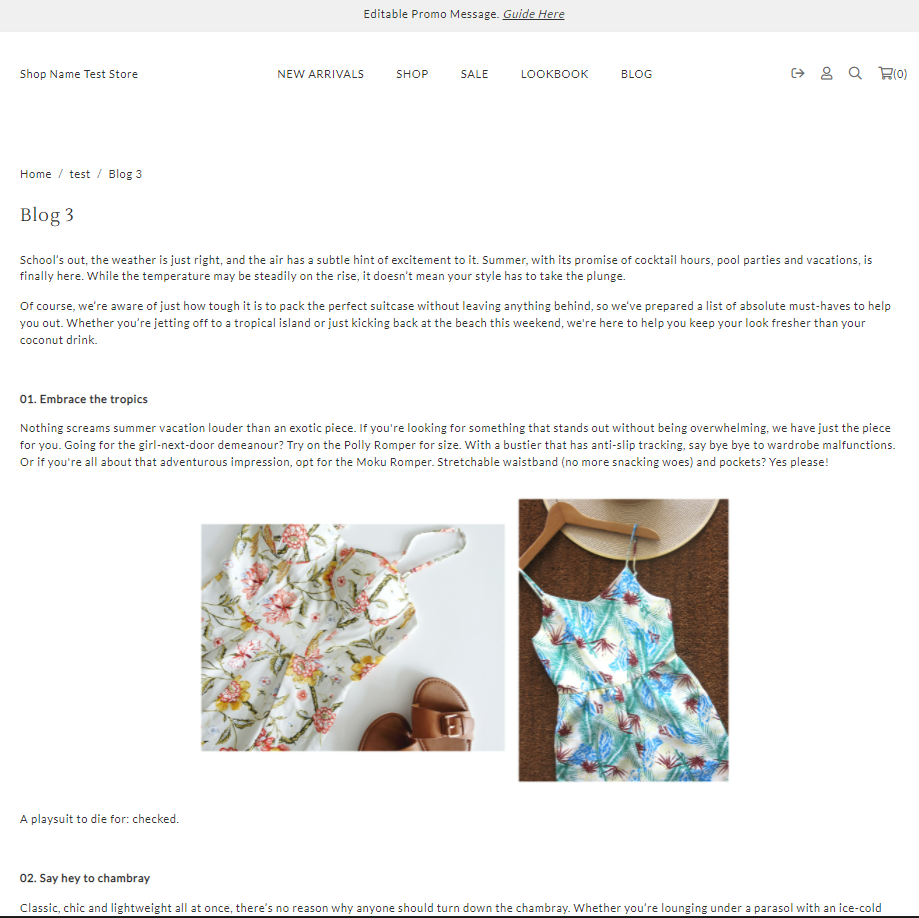 Editable Promo Message. Guide Here
Shop Name Test Store NEW ARRIVALS SHOP SALE LOOKBOOK BLOG (0)
Home / test / Blog 3
Blog 3
School's out, the weather is just right, and the air has a subtle hint of excitement to it. Summer, with its promise of cocktail hours, pool parties and vacations, is
finally here. While the temperature may be steadily on the rise, it doesn't mean your style has to take the plunge.
Of course, we're aware of just how tough it is to pack the perfect suitcase without leaving anything behind, so we've prepared a list of absolute must-haves to help
you out. Whether you're jetting off to a tropical island or just kicking back at the beach this weekend, we're here to help you keep your look fresher than your
coconut drink.
01. Embrace the tropics
Nothing screams summer vacation louder than an exotic piece. If you're looking for something that stands out without being overwhelming, we have just the piece
for you. Going for the girl-next-door demeanour? Try on the Polly Romper for size. With a bustier that has anti-slip tracking, say bye bye to wardrobe malfunctions.
Or if you're all about that adventurous impression, opt for the Moku Romper. Stretchable waistband (no more snacking woes) and pockets? Yes please!
A playsuit to die for: checked.
02. Say hey to chambray
Classic, chic and lightweight all at once, there's no reason why anyone should turn down the chambray. Whether you're lounging under a parasol with an ice-cold